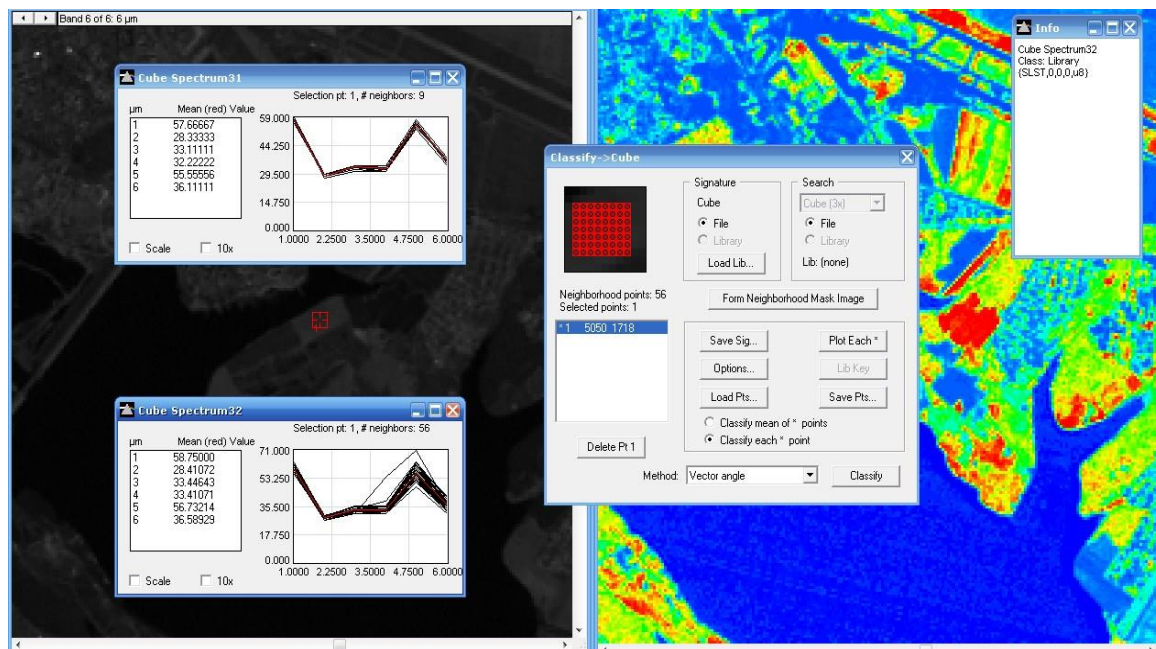 Band 6 of 6: 6 µm
Cube Spectrum31
Selection pt: 1, # neighbors: 9
µm Mean (red) Value
1 57.66667
2 28.33333
3 33.11111
4 32.22222
5 55.55556
6 36.11111
59.000
44.250
29.500
14.750
0.000
1.0000 2.2500 3.5000 4.7500 6.0000
Scale 10x
Cube Spectrum32
Selection pt: 1, # neighbors: 56
µm Mean (red) Value
1 58.75000
2 28.41072
3 33.44643
4 33.41071
5 56.73214
6 36.58929
71.000
53.250
35.500
17.750
0.000
1.0000 2.2500 3.5000 4.7500 6.0000
Scale 10x
Classify->Cube
Neighborhood points: 56
Selected points: 1
* 1 5050 1718
Delete Pt 1
Signature
Cube
File
Library
Load Lib...
Search
Cube (3x)
File
Library
Lib: (none)
Form Neighborhood Mask Image
Save Sig... Plot Each *
Options... Lib Key
Load Pts... Save Pts...
Classify mean of * points
Classify each * point
Method: Vector angle Classify
Info
Cube Spectrum32
Class: Library
{SLST,0,0,0,u8}